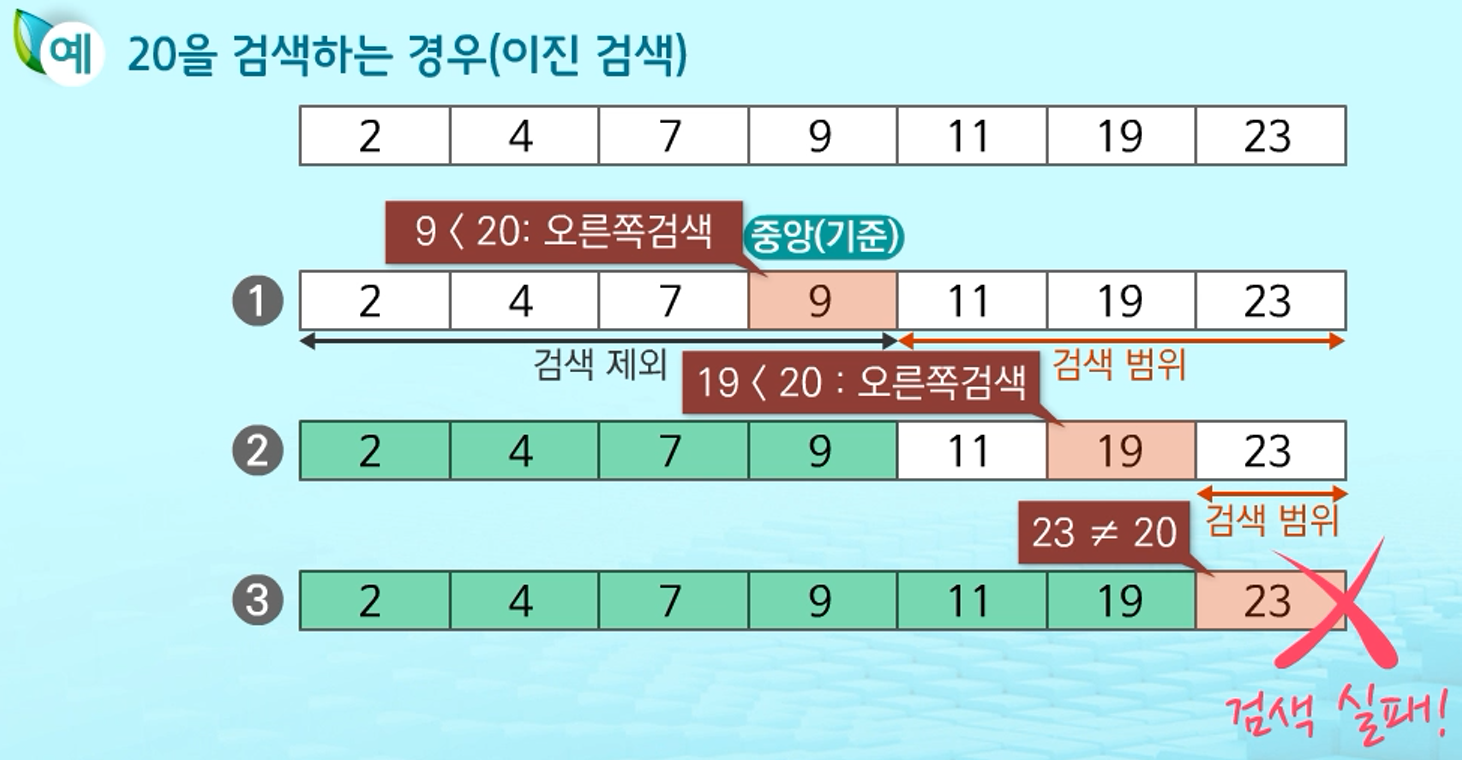 예 20을 검색하는 경우(이진 검색)
2 4 7 9 11 19 23
9 < 20: 오른쪽검색 중앙(기준)
1 2 4 7 9 11 19 23
검색 제외 검색 범위
19 < 20 : 오른쪽검색
2 2 4 7 9 11 19 23
검색 범위
23 ≠ 20
3 2 4 7 9 11 19 23
검색 실패!